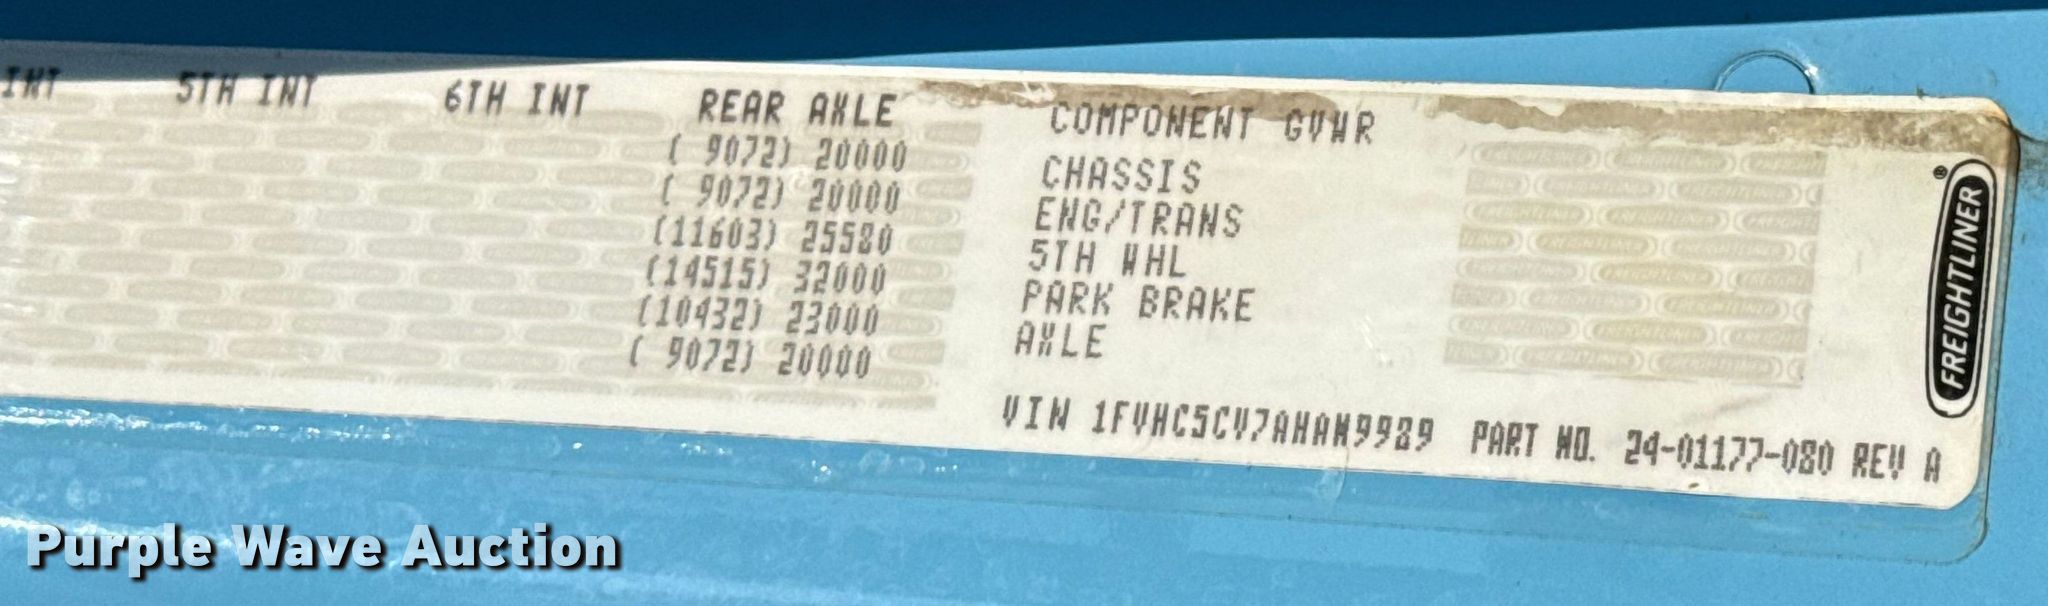 INT 5TH INT 6TH INT REAR AXLE COMPONENT GVWR
( 9072) 20000 CHASSIS
( 9072) 20000 ENG/TRANS
(11603) 25580 5TH WHL
(14515) 32000 PARK BRAKE
(10432) 23000 AXLE
( 9072) 20000
VIN 1FVHC5CV7AHAN9989 PART NO. 24-01177-080 REV A
FREIGHTLINER®
Purple Wave Auction